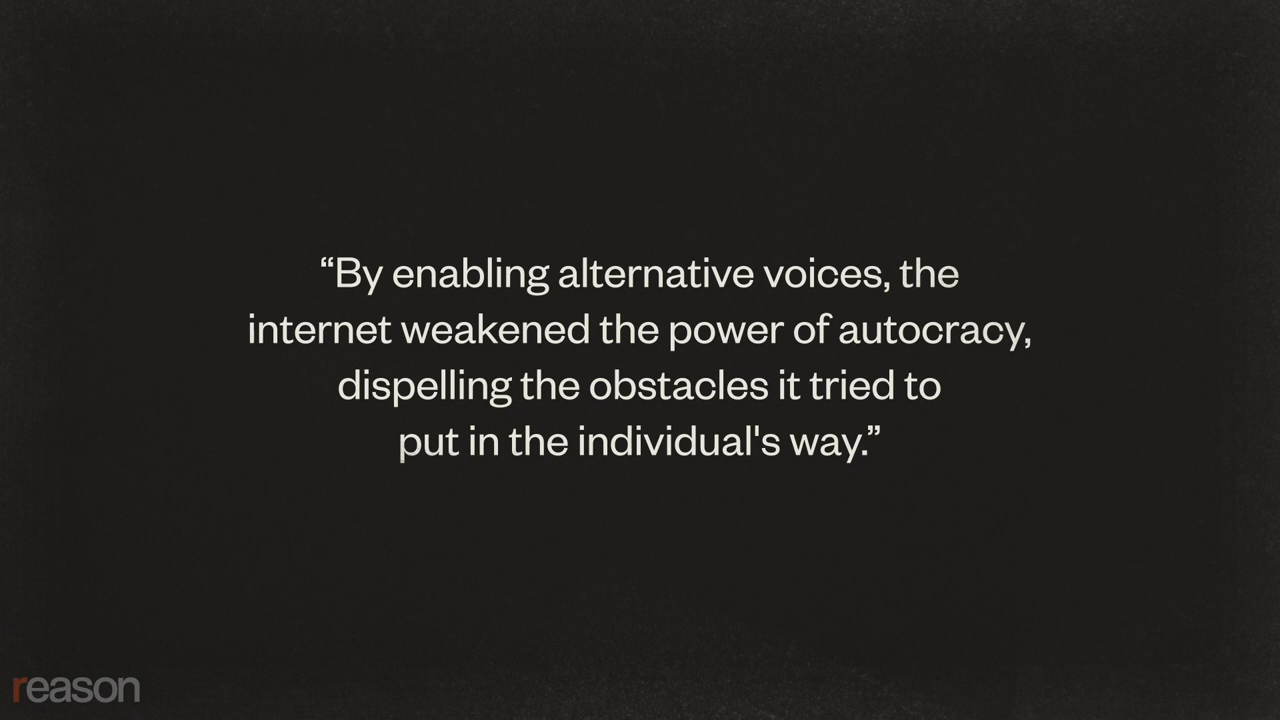 “By enabling alternative voices, the
internet weakened the power of autocracy,
dispelling the obstacles it tried to
put in the individual's way.”
reason